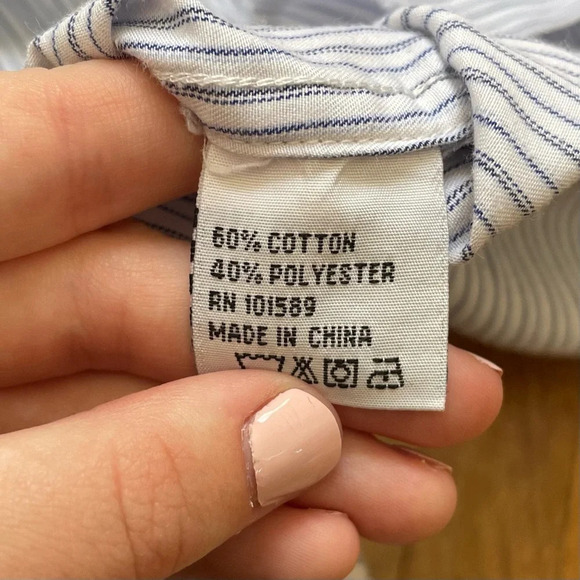 60% COTTON
40% POLYESTER
RN 101589
MADE IN CHINA